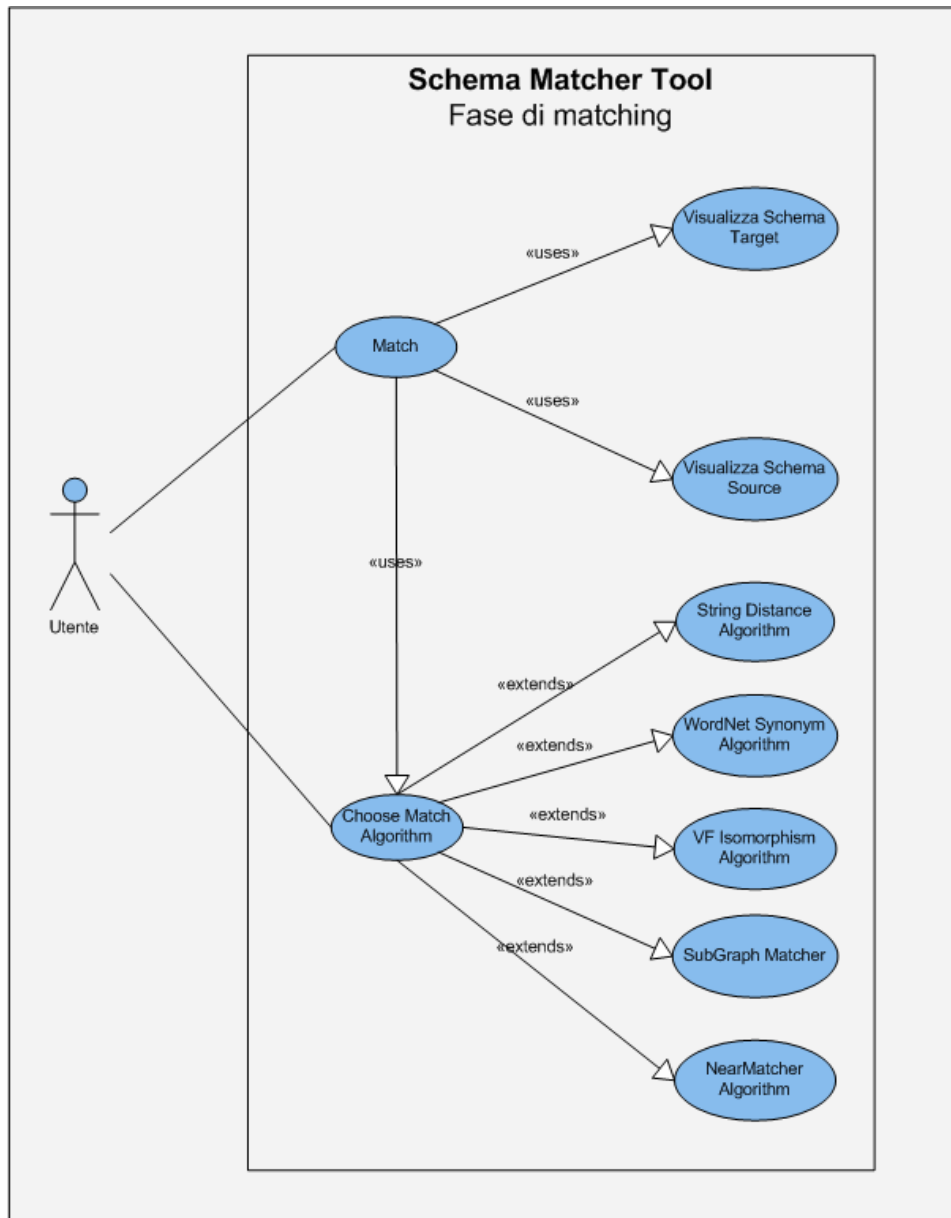 Schema Matcher Tool
Fase di matching
Visualizza Schema
Target
«uses»
Match
«uses»
Visualizza Schema
Source
«uses»
Utente
String Distance
Algorithm
«extends»
WordNet Synonym
Algorithm
«extends»
Choose Match
Algorithm
«extends»
VF Isomorphism
Algorithm
«extends»
SubGraph Matcher
«extends»
NearMatcher
Algorithm